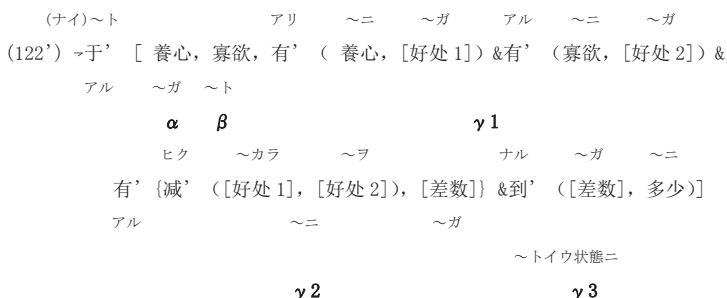 (ナイ)～ト アリ ～ニ ～ガ アル ～ニ ～ガ
(122’) ¬于’ [ 養心，寡欲，有’（ 養心，[好处 1]）&有’（寡欲，[好处 2]）&
アル ～ガ ～ト
α β γ1
ヒク ～カラ ～ヲ ナル ～ガ ～ニ
有’ {减’（[好处 1]，[好处 2]），[差数]} &到’（[差数]，多少)]
アル ～ニ ～ガ
～トイウ状態ニ
γ2 γ3